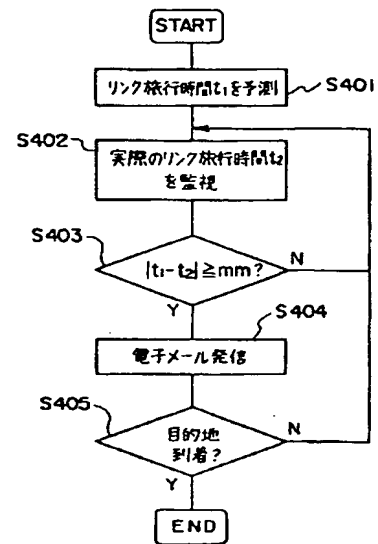 START
リンク旅行時間t₁を予測
S401
S402
実際のリンク旅行時間t₂
を監視
S403
|t₁-t₂|≧mm?
N
Y
S404
電子メール発信
S405
目的地
到着?
N
Y
END